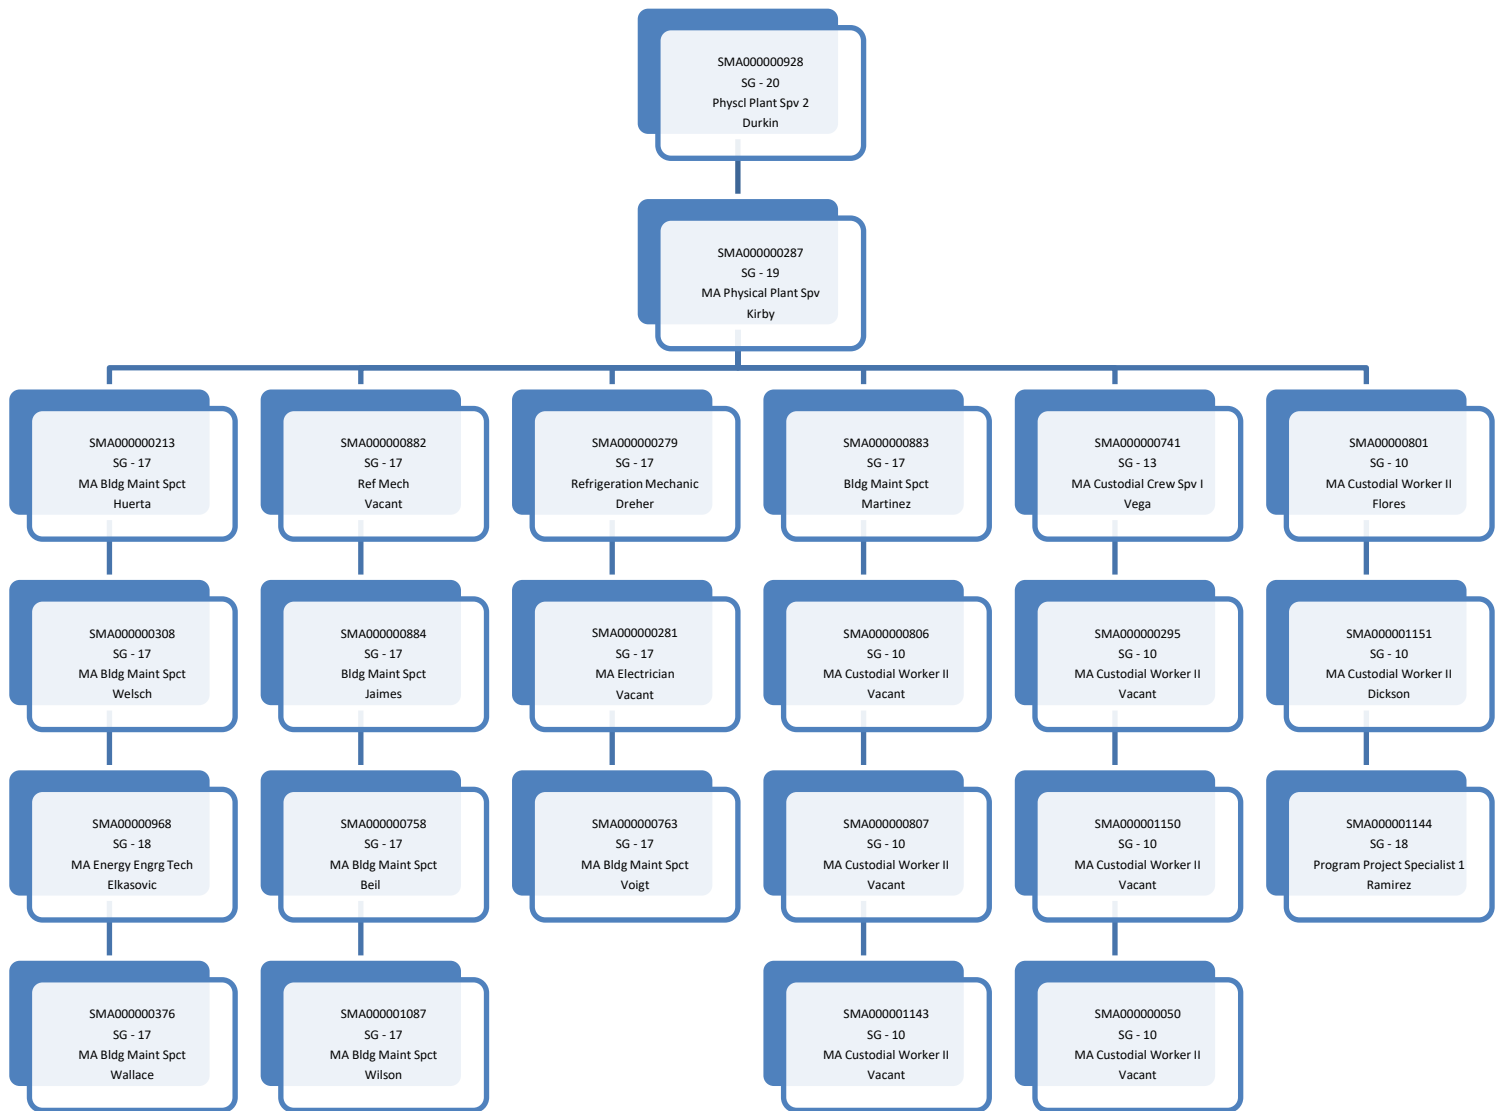 SMA000000928
SG - 20
Physcl Plant Spv 2
Durkin
SMA000000287
SG - 19
MA Physical Plant Spv
Kirby
SMA000000213
SG - 17
MA Bldg Maint Spct
Huerta
SMA000000882
SG - 17
Ref Mech
Vacant
SMA000000279
SG - 17
Refrigeration Mechanic
Dreher
SMA000000883
SG - 17
Bldg Maint Spct
Martinez
SMA000000741
SG - 13
MA Custodial Crew Spv I
Vega
SMA00000801
SG - 10
MA Custodial Worker II
Flores
SMA000000308
SG - 17
MA Bldg Maint Spct
Welsch
SMA000000884
SG - 17
Bldg Maint Spct
Jaimes
SMA000000281
SG - 17
MA Electrician
Vacant
SMA000000806
SG - 10
MA Custodial Worker II
Vacant
SMA000000295
SG - 10
MA Custodial Worker II
Vacant
SMA000001151
SG - 10
MA Custodial Worker II
Dickson
SMA00000968
SG - 18
MA Energy Engrg Tech
Elkasovic
SMA000000758
SG - 17
MA Bldg Maint Spct
Beil
SMA000000763
SG - 17
MA Bldg Maint Spct
Voigt
SMA000000807
SG - 10
MA Custodial Worker II
Vacant
SMA000001150
SG - 10
MA Custodial Worker II
Vacant
SMA000001144
SG - 18
Program Project Specialist 1
Ramirez
SMA000000376
SG - 17
MA Bldg Maint Spct
Wallace
SMA000001087
SG - 17
MA Bldg Maint Spct
Wilson
SMA000001143
SG - 10
MA Custodial Worker II
Vacant
SMA000000050
SG - 10
MA Custodial Worker II
Vacant